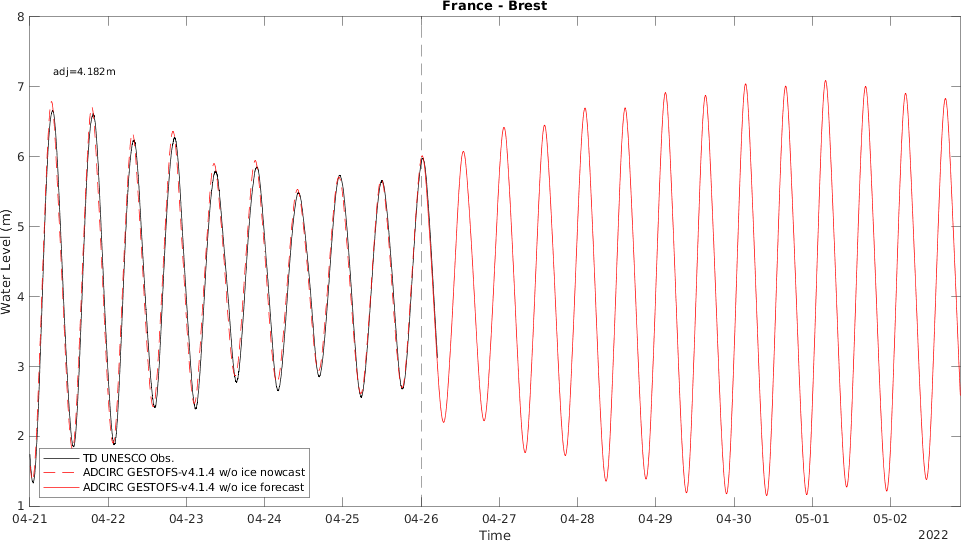 France - Brest
adj=4.182m
Water Level (m)
8
7
6
5
4
3
2
1
TD UNESCO Obs.
ADCIRC GESTOFS-v4.1.4 w/o ice nowcast
ADCIRC GESTOFS-v4.1.4 w/o ice forecast
04-21 04-22 04-23 04-24 04-25 04-26 04-27 04-28 04-29 04-30 05-01 05-02
Time
2022